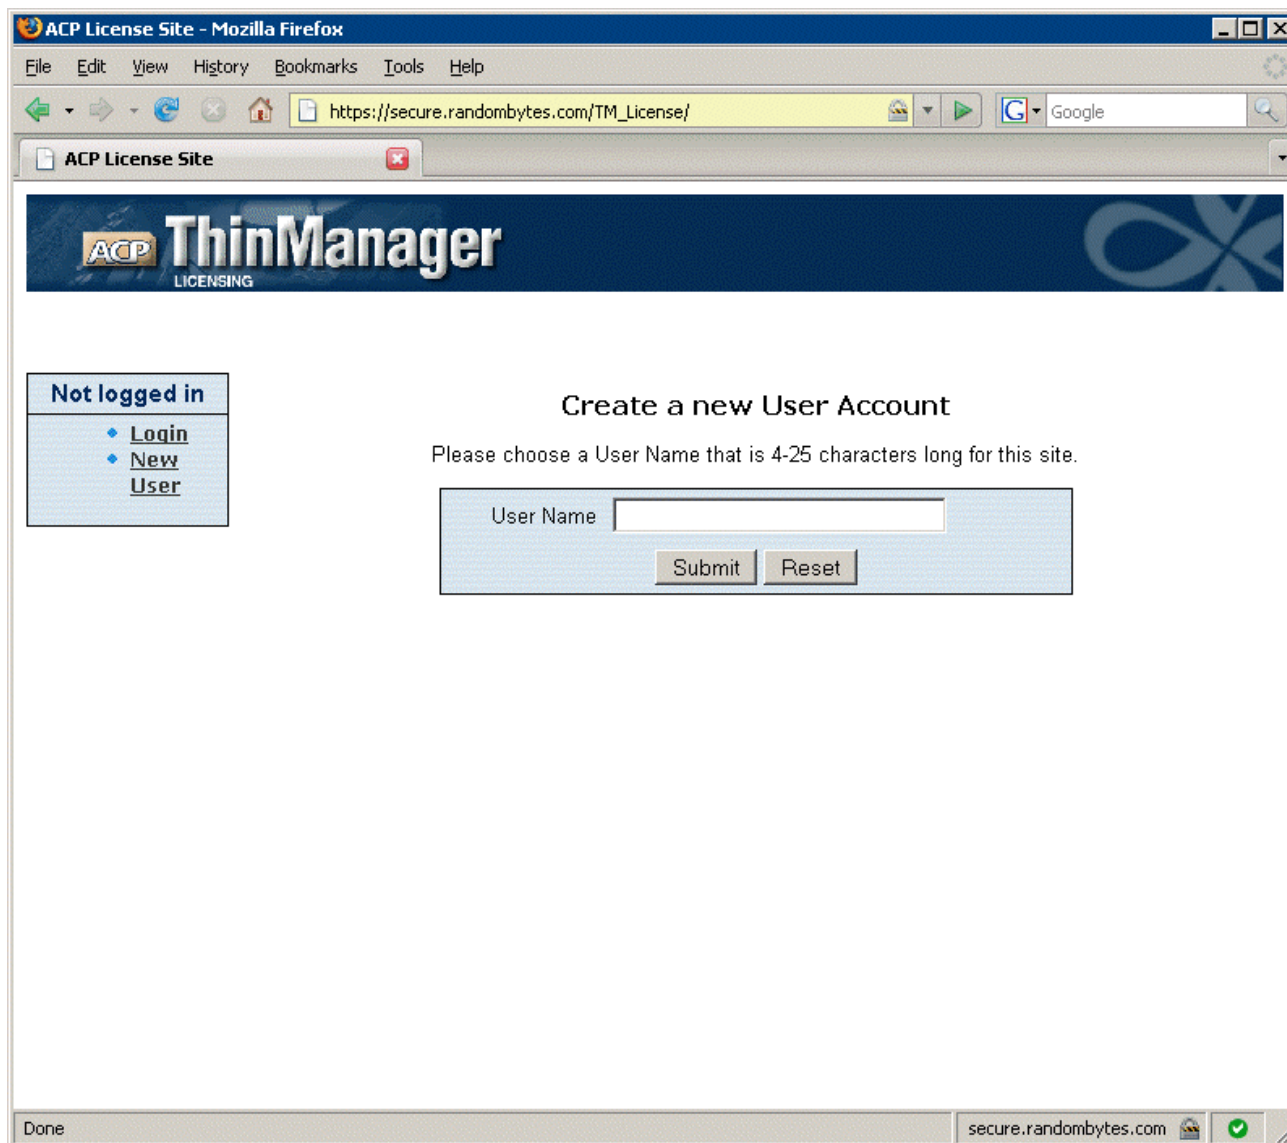 ACP License Site - Mozilla Firefox
File Edit View History Bookmarks Tools Help
https://secure.randombytes.com/TM_License/
G Google
ACP License Site
ACP ThinManager
LICENSING
Not logged in
Login
New
User
Create a new User Account
Please choose a User Name that is 4-25 characters long for this site.
User Name
Submit Reset
Done secure.randombytes.com